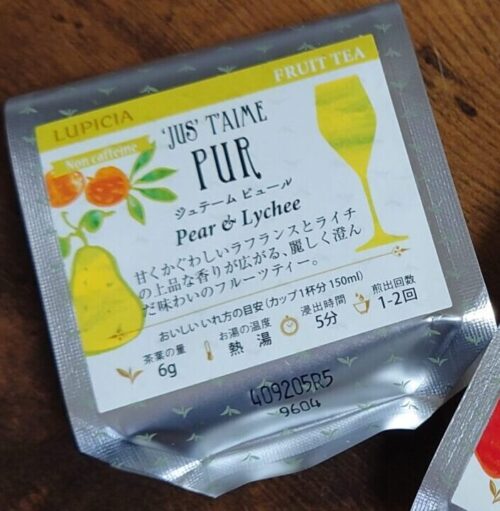 LUPICIA
FRUIT TEA
Non caffeine
'JUS' T'AIME
PUR
ジュテーム ピュール
Pear & Lychee
甘くかぐわしいラフランスとライチ
の上品な香りが広がる、麗しく澄ん
だ味わいのフルーツティー。
おいしいいれ方の目安(カップ1杯分 150ml)
茶葉の量 お湯の温度 浸出時間 煎出回数
6g 熱湯 5分 1-2回
409205R5
9604